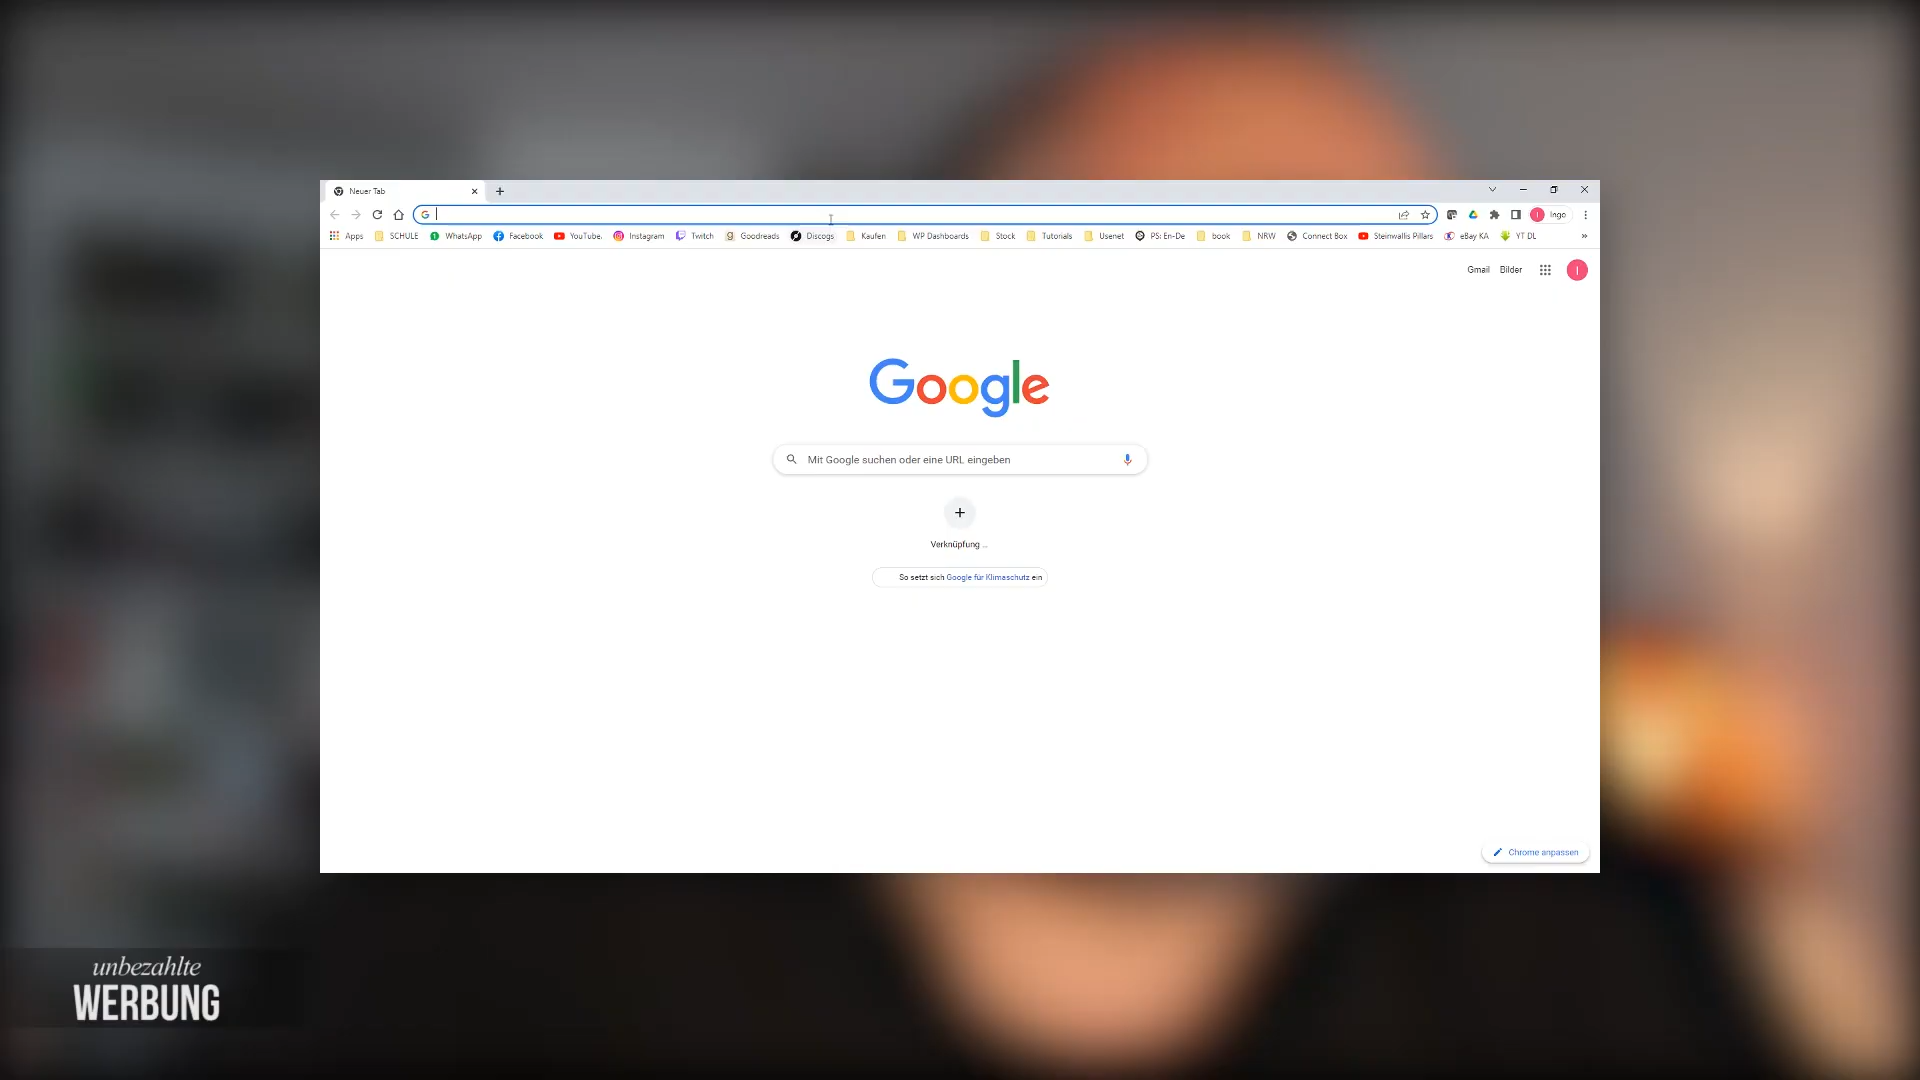 Neuer Tab
Ingo
Apps SCHULE WhatsApp Facebook YouTube. Instagram Twitch Goodreads Discogs Kaufen WP Dashboards Stock Tutorials Usenet PS: En-De book NRW Connect Box Steinwallis Pillars eBay KA YT DL »
Gmail Bilder I
Google
Mit Google suchen oder eine URL eingeben
Verknüpfung ...
So setzt sich Google für Klimaschutz ein
Chrome anpassen
unbezahlte
WERBUNG